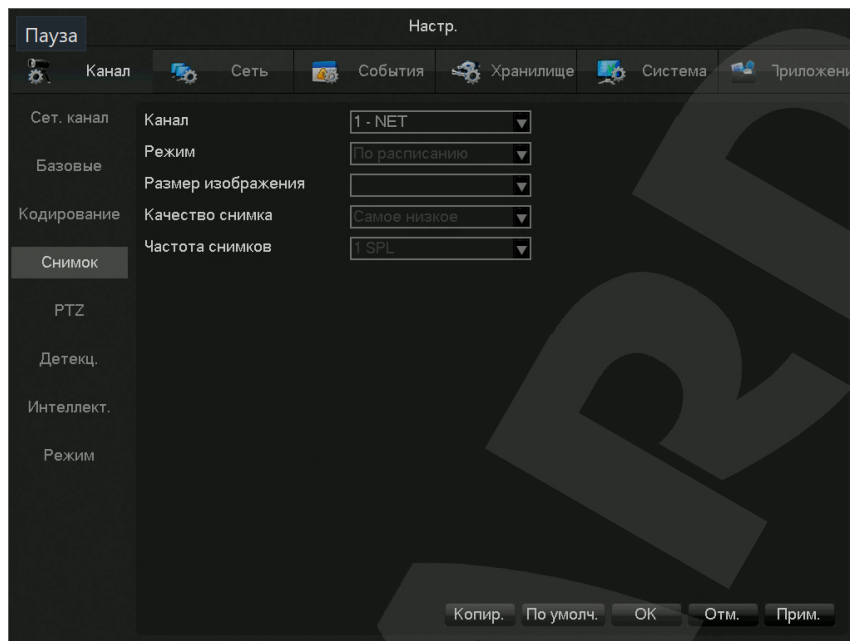 Настр.
Пауза
Канал Сеть События Хранилище Система Приложени
Сет. канал
Базовые
Кодирование
Снимок
PTZ
Детекц.
Интеллект.
Режим
Канал 1 - NET
Режим По расписанию
Размер изображения
Качество снимка Самое низкое
Частота снимков 1 SPL
Копир. По умолч. OK Отм. Прим.
ARD